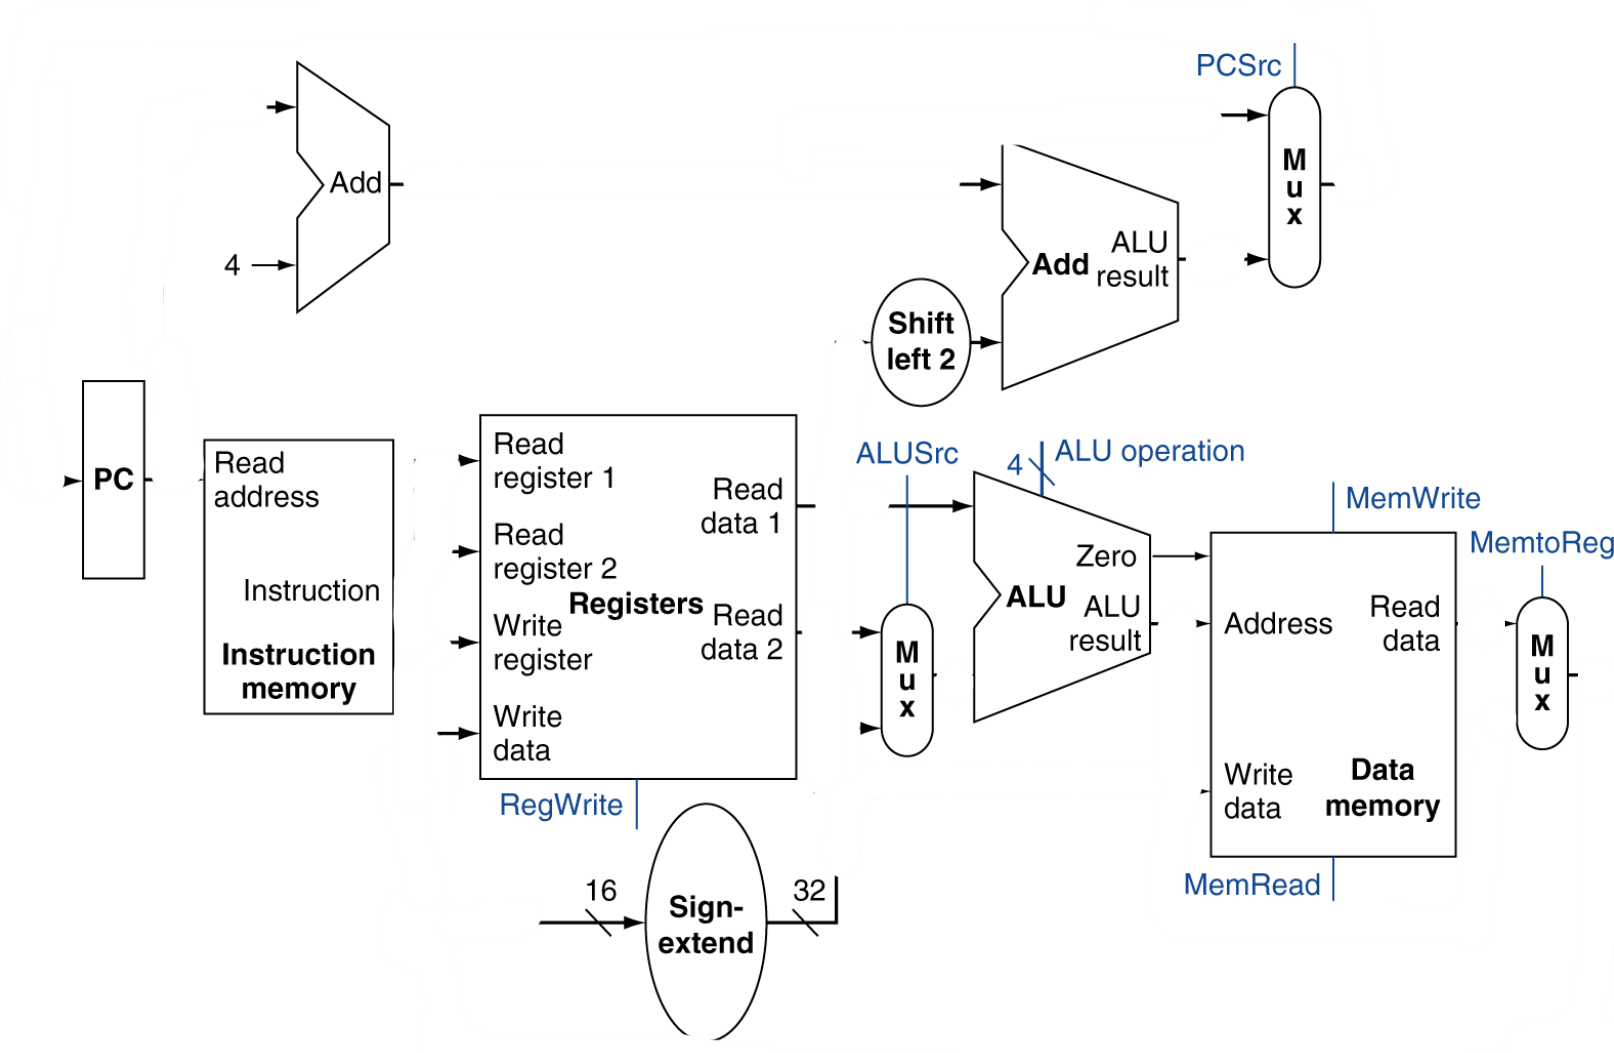 PCSrc
M
u
x
Add
4
Add
ALU
result
Shift
left 2
PC
Read
address
Instruction
Instruction
memory
Read
register 1
Read
register 2
Write
register
Write
data
Registers
Read
data 1
Read
data 2
RegWrite
16
Sign-
extend
32
ALUSrc
M
u
x
4
ALU operation
Zero
ALU
ALU
result
MemWrite
Address
Read
data
Write
data
Data
memory
MemRead
MemtoReg
M
u
x